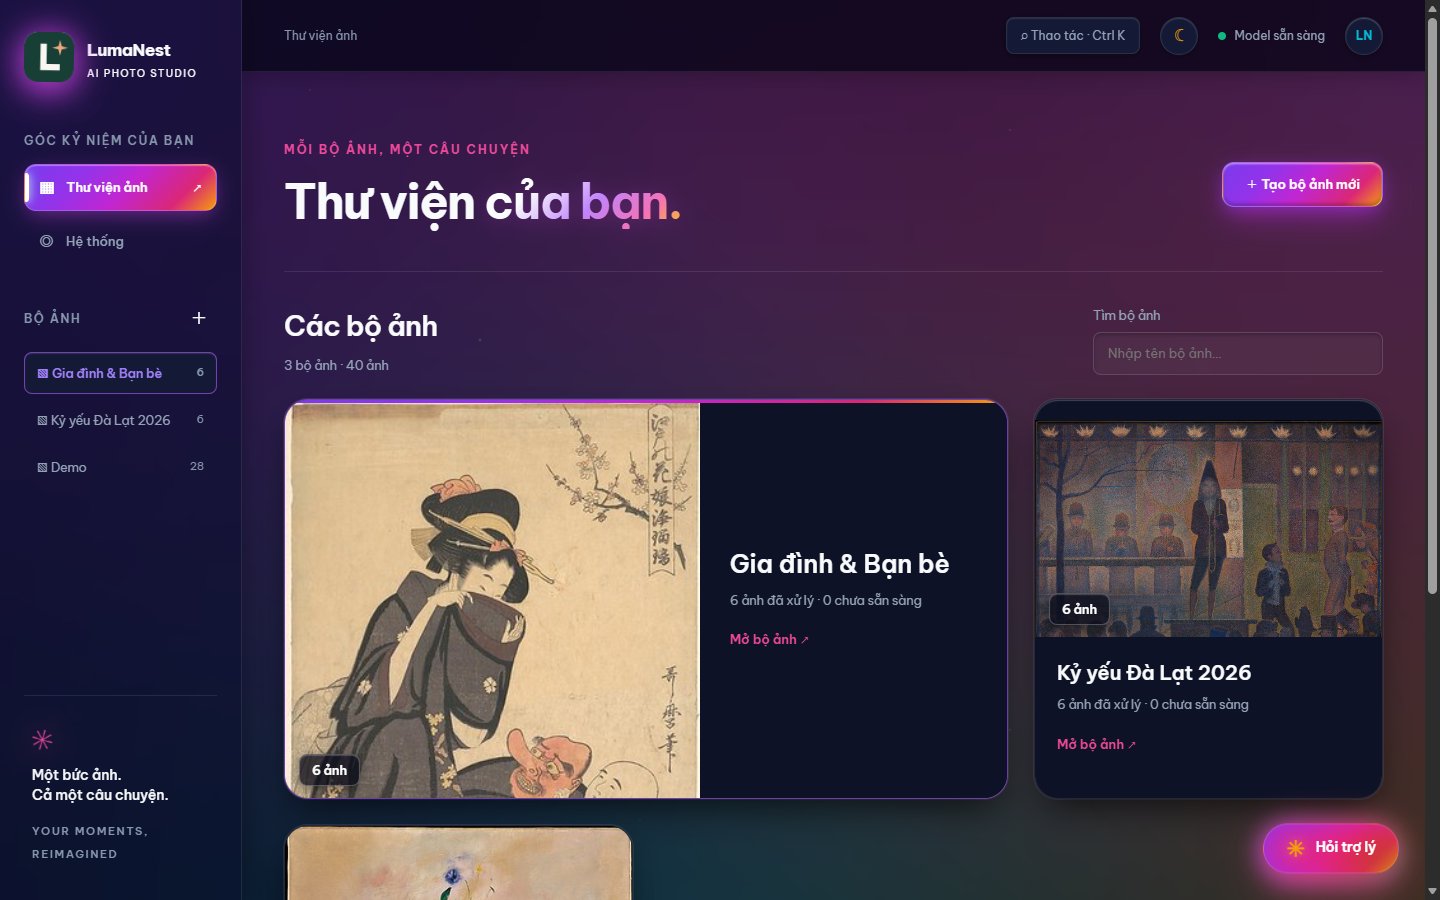 LumaNest
AI PHOTO STUDIO
GÓC KỶ NIỆM CỦA BẠN
Thư viện ảnh
Hệ thống
BỘ ẢNH
Gia đình & Bạn bè 6
Kỷ yếu Đà Lạt 2026 6
Demo 28
Một bức ảnh.
Cả một câu chuyện.
YOUR MOMENTS,
REIMAGINED
Thư viện ảnh
Thao tác · Ctrl K
Model sẵn sàng
LN
MỖI BỘ ẢNH, MỘT CÂU CHUYỆN
Thư viện của bạn.
+ Tạo bộ ảnh mới
Các bộ ảnh
3 bộ ảnh · 40 ảnh
Tìm bộ ảnh
Nhập tên bộ ảnh...
6 ảnh
Gia đình & Bạn bè
6 ảnh đã xử lý · 0 chưa sẵn sàng
Mở bộ ảnh ↗
6 ảnh
Kỷ yếu Đà Lạt 2026
6 ảnh đã xử lý · 0 chưa sẵn sàng
Mở bộ ảnh ↗
Hỏi trợ lý